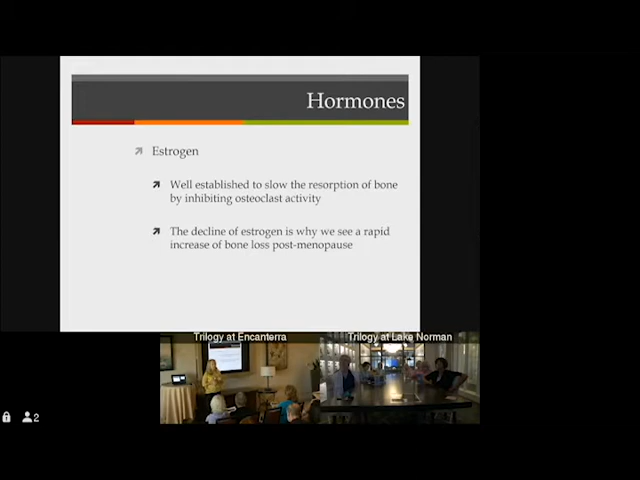 Hormones
Estrogen
Well established to slow the resorption of bone
by inhibiting osteoclast activity
The decline of estrogen is why we see a rapid
increase of bone loss post-menopause
Trilogy at Encanterra
Trilogy at Lake Norman
2